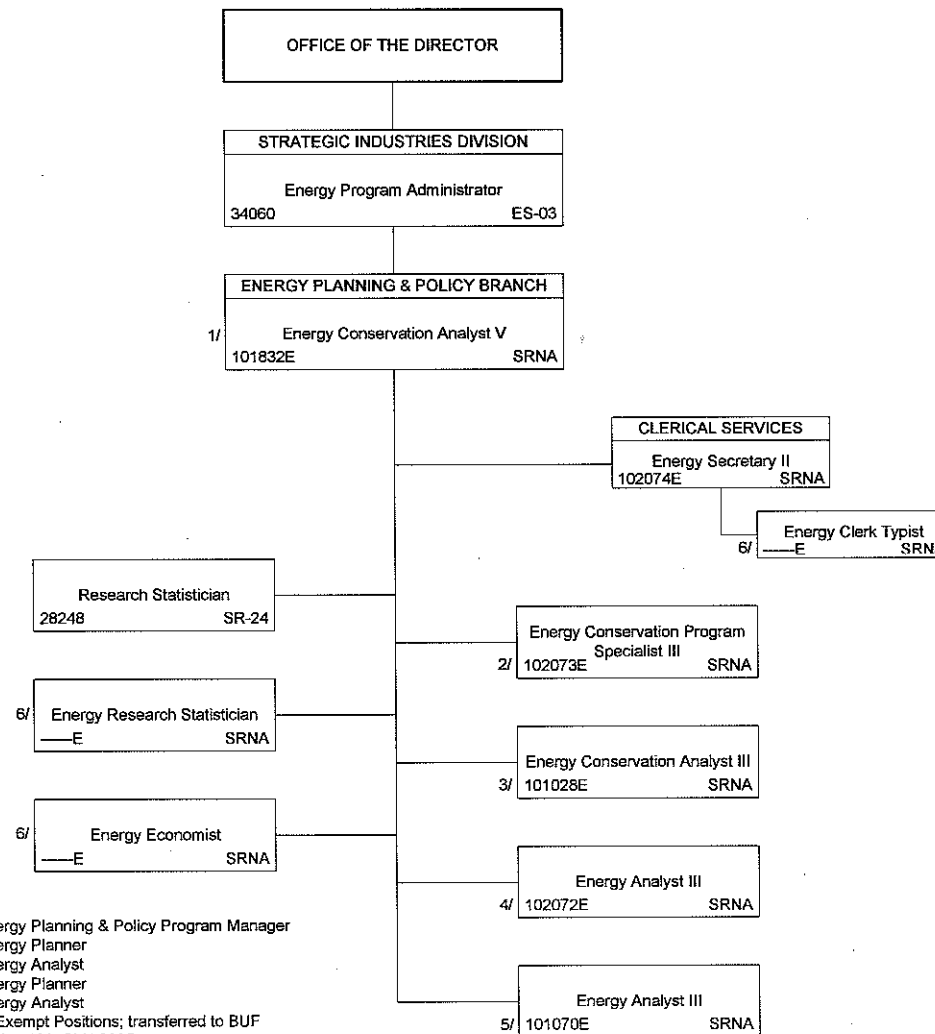 OFFICE OF THE DIRECTOR
STRATEGIC INDUSTRIES DIVISION
Energy Program Administrator
34060 ES-03
ENERGY PLANNING & POLICY BRANCH
1/ Energy Conservation Analyst V
101832E SRNA
CLERICAL SERVICES
Energy Secretary II
102074E SRNA
Energy Clerk Typist
6/ -----E SRN
Research Statistician
28248 SR-24
Energy Conservation Program
Specialist III
2/ 102073E SRNA
6/ Energy Research Statistician
-----E SRNA
Energy Conservation Analyst III
3/ 101028E SRNA
6/ Energy Economist
-----E SRNA
Energy Analyst III
4/ 102072E SRNA
ergy Planning & Policy Program Manager
ergy Planner
ergy Analyst
ergy Planner
ergy Analyst
Exempt Positions; transferred to BUF
Energy Analyst III
5/ 101070E SRNA